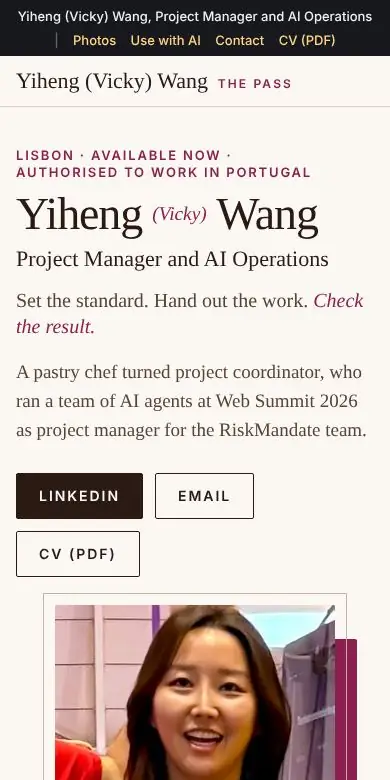 Yiheng (Vicky) Wang, Project Manager and AI Operations
| Photos Use with AI Contact CV (PDF)
Yiheng (Vicky) Wang THE PASS
LISBON · AVAILABLE NOW ·
AUTHORISED TO WORK IN PORTUGAL
Yiheng (Vicky) Wang
Project Manager and AI Operations
Set the standard. Hand out the work. Check
the result.
A pastry chef turned project coordinator, who
ran a team of AI agents at Web Summit 2026
as project manager for the RiskMandate team.
LINKEDIN EMAIL
CV (PDF)